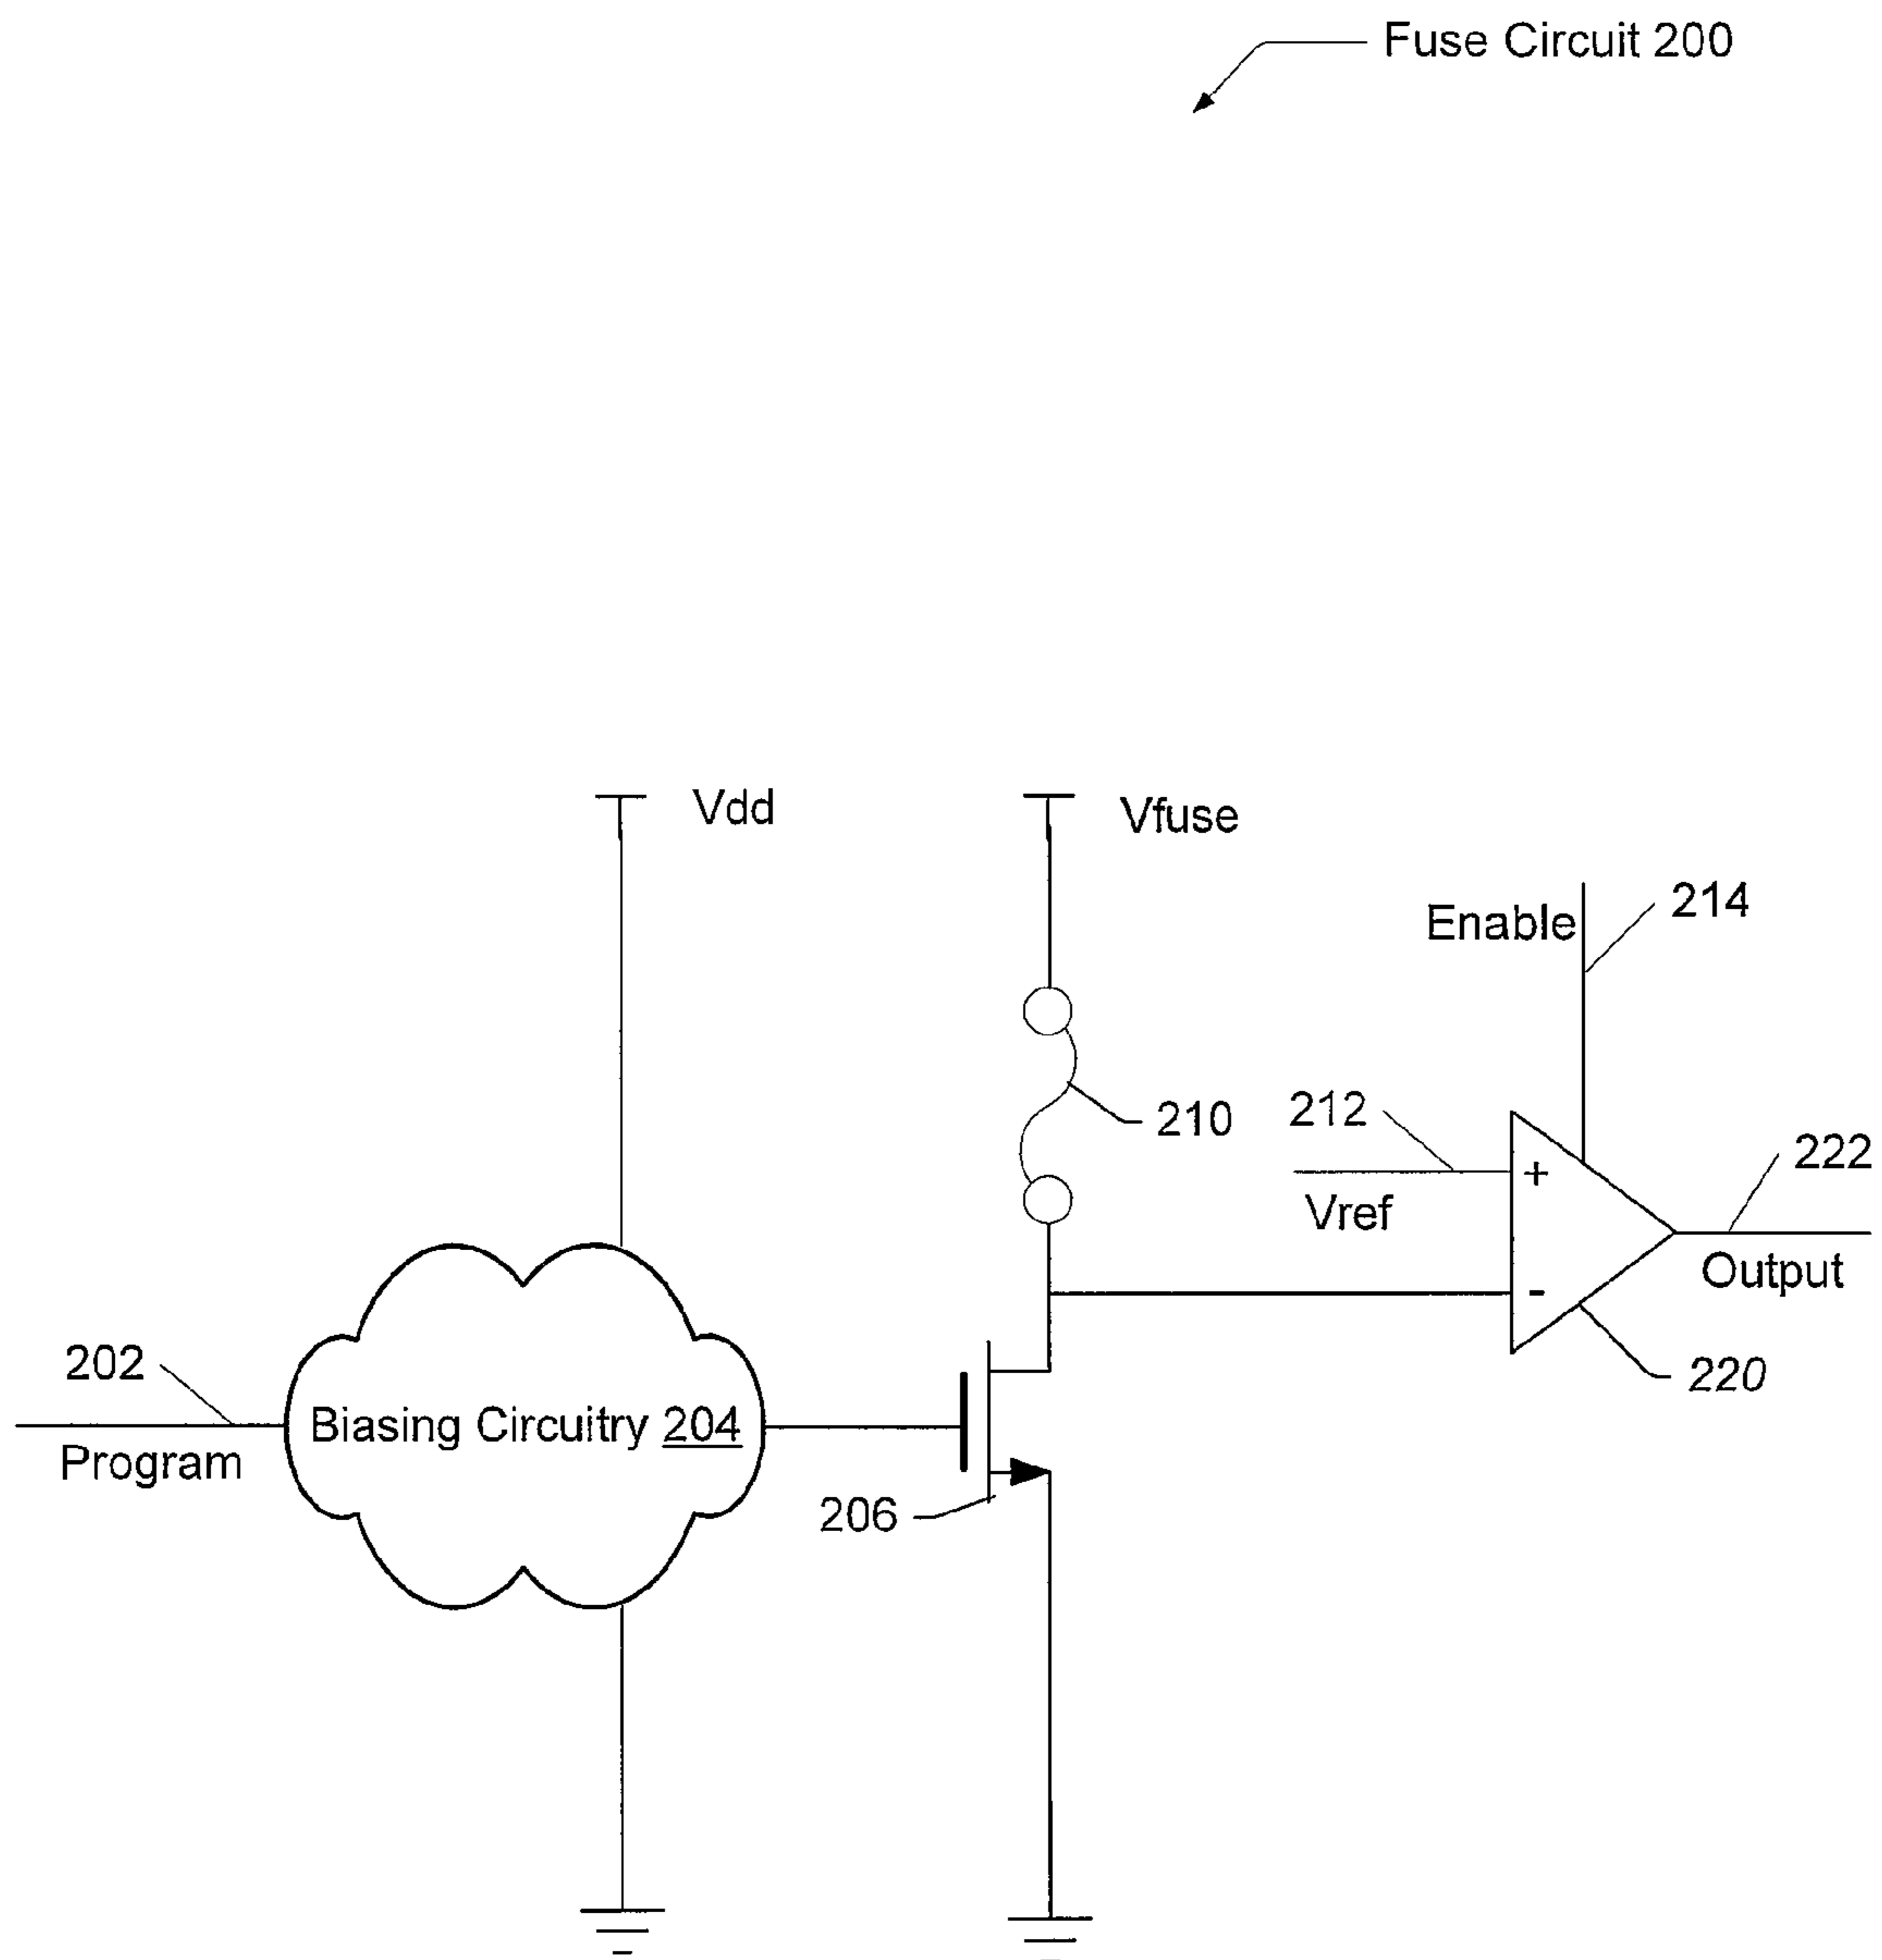 Fuse Circuit 200
Vdd
Vfuse
Enable
214
212
Vref
+
-
210
222
Output
220
202
Program
Biasing Circuitry 204
206